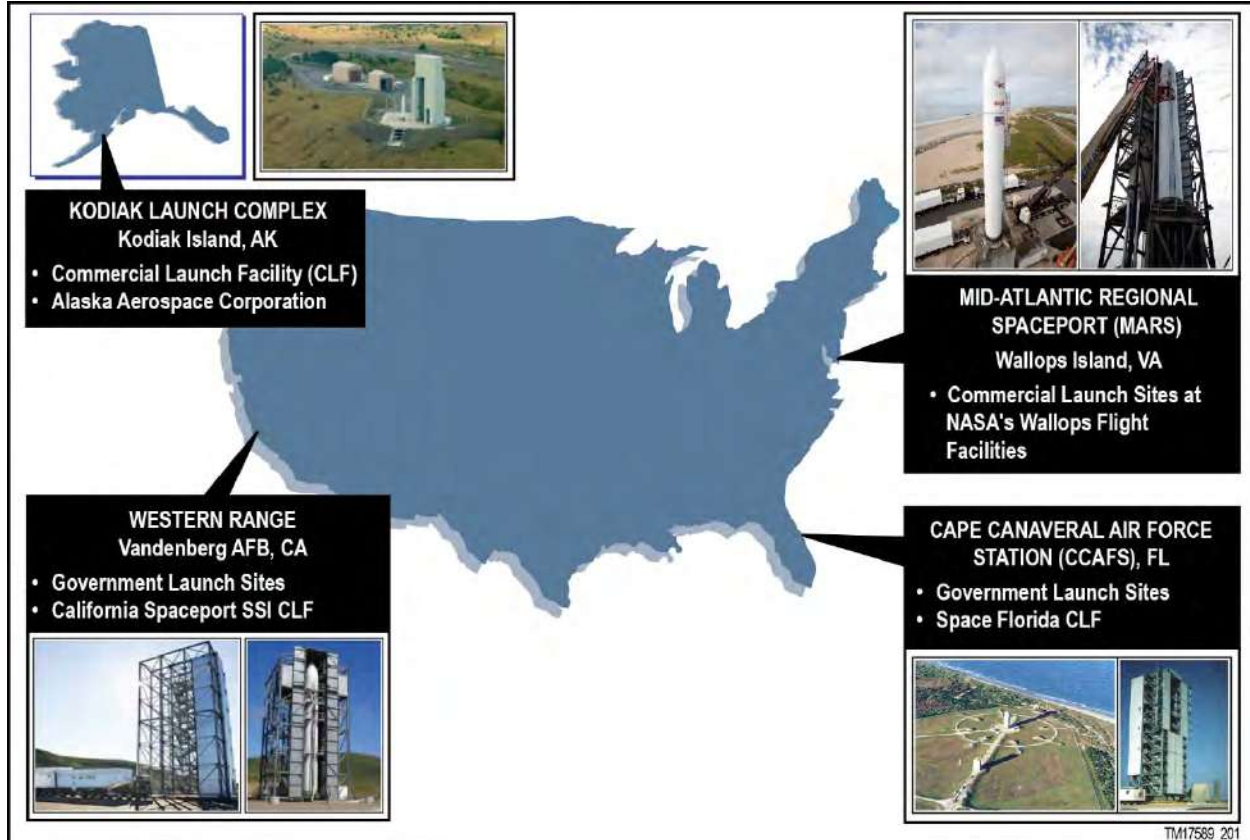 KODIAK LAUNCH COMPLEX
Kodiak Island, AK
• Commercial Launch Facility (CLF)
• Alaska Aerospace Corporation
MID-ATLANTIC REGIONAL
SPACEPORT (MARS)
Wallops Island, VA
• Commercial Launch Sites at
NASA's Wallops Flight
Facilities
WESTERN RANGE
Vandenberg AFB, CA
• Government Launch Sites
• California Spaceport SSI CLF
CAPE CANAVERAL AIR FORCE
STATION (CCAFS), FL
• Government Launch Sites
• Space Florida CLF
TM17589_201